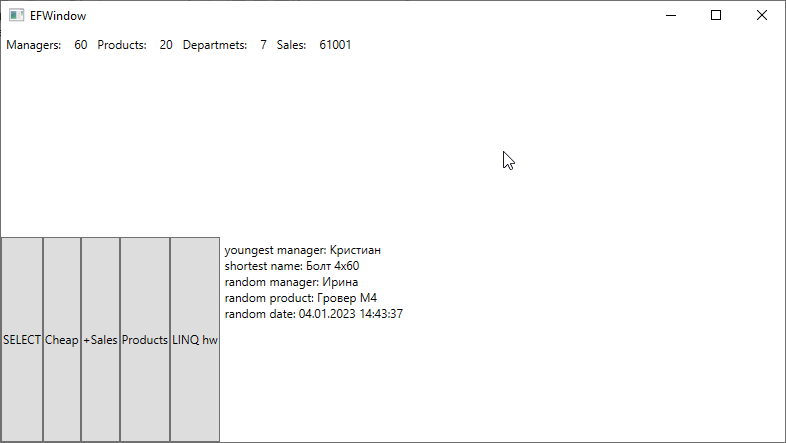 EFWindow
Managers: 60 Products: 20 Departmets: 7 Sales: 61001
youngest manager: Кристиан
shortest name: Болт 4х60
random manager: Ирина
random product: Гровер М4
random date: 04.01.2023 14:43:37
SELECT Cheap +Sales Products LINQ hw